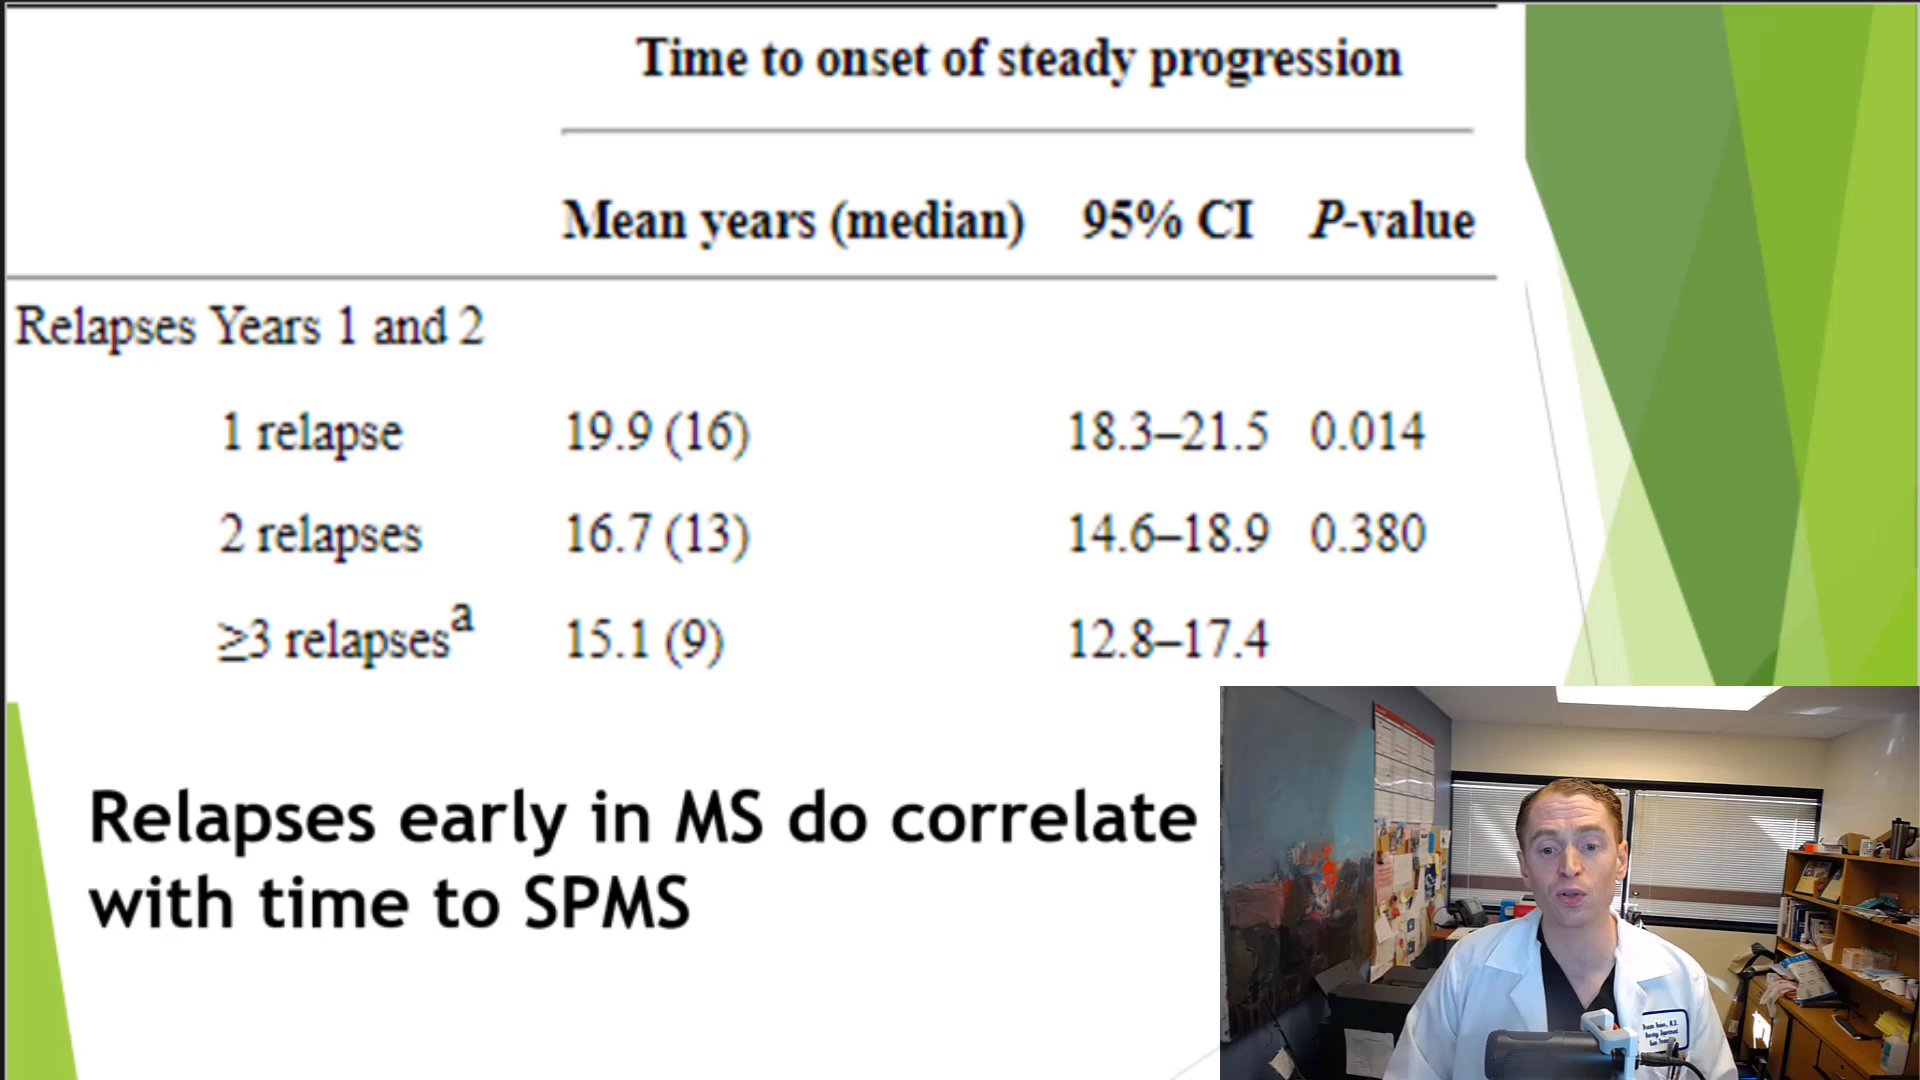 Time to onset of steady progression
Mean years (median) 95% CI P-value
Relapses Years 1 and 2
1 relapse 19.9 (16) 18.3–21.5 0.014
2 relapses 16.7 (13) 14.6–18.9 0.380
≥3 relapsesª 15.1 (9) 12.8–17.4
Relapses early in MS do correlate
with time to SPMS